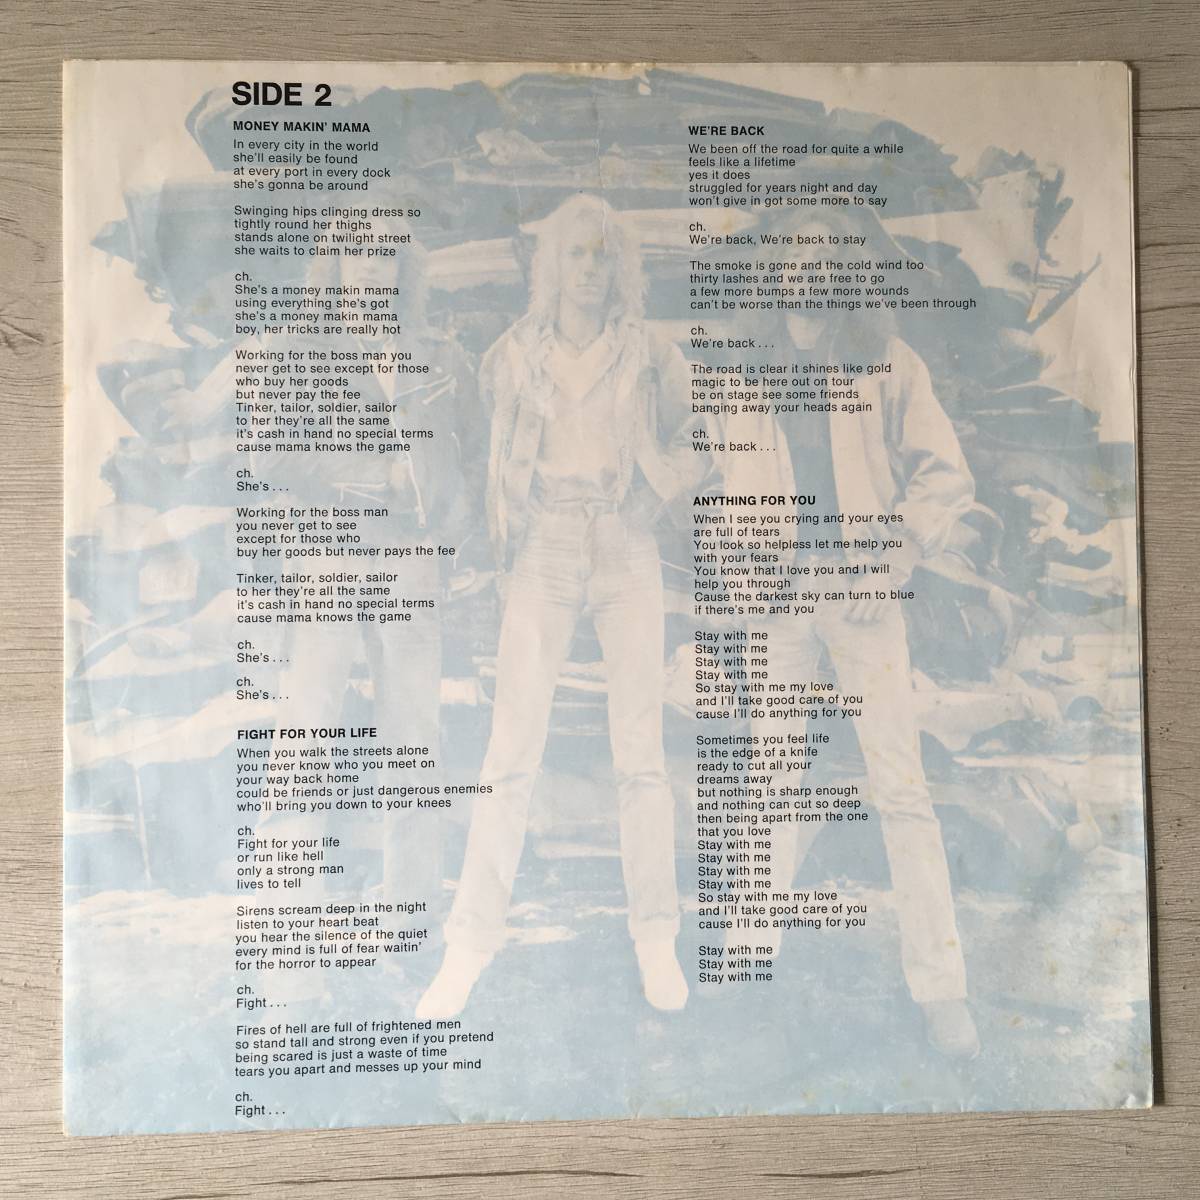 SIDE 2
MONEY MAKIN' MAMA
In every city in the world
she'll easily be found
at every port in every dock
she's gonna be around
Swinging hips clinging dress so
tightly round her thighs
stands alone on twilight street
she waits to claim her prize
ch.
She's a money makin mama
using everything she's got
she's a money makin mama
boy, her tricks are really hot
Working for the boss man you
never get to see except for those
who buy her goods
but never pay the fee
Tinker, tailor, soldier, sailor
to her they're all the same
it's cash in hand no special terms
cause mama knows the game
ch.
She's . . .
Working for the boss man
you never get to see
except for those who
buy her goods but never pays the fee
Tinker, tailor, soldier, sailor
to her they're all the same
it's cash in hand no special terms
cause mama knows the game
ch.
She's . . .
ch.
She's . . .
FIGHT FOR YOUR LIFE
When you walk the streets alone
you never know who you meet on
your way back home
could be friends or just dangerous enemies
who'll bring you down to your knees
ch.
Fight for your life
or run like hell
only a strong man
lives to tell
Sirens scream deep in the night
listen to your heart beat
you hear the silence of the quiet
every mind is full of fear waitin'
for the horror to appear
ch.
Fight . . .
Fires of hell are full of frightened men
so stand tall and strong even if you pretend
being scared is just a waste of time
tears you apart and messes up your mind
ch.
Fight . . .
WE'RE BACK
We been off the road for quite a while
feels like a lifetime
yes it does
struggled for years night and day
won't give in got some more to say
ch.
We're back, We're back to stay
The smoke is gone and the cold wind too
thirty lashes and we are free to go
a few more bumps a few more wounds
can't be worse than the things we've been through
ch.
We're back . . .
The road is clear it shines like gold
magic to be here out on tour
be on stage see some friends
banging away your heads again
ch.
We're back . . .
ANYTHING FOR YOU
When I see you crying and your eyes
are full of tears
You look so helpless let me help you
with your fears
You know that I love you and I will
help you through
Cause the darkest sky can turn to blue
if there's me and you
Stay with me
Stay with me
Stay with me
Stay with me
So stay with me my love
and I'll take good care of you
cause I'll do anything for you
Sometimes you feel life
is the edge of a knife
ready to cut all your
dreams away
but nothing is sharp enough
and nothing can cut so deep
then being apart from the one
that you love
Stay with me
Stay with me
Stay with me
Stay with me
So stay with me my love
and I'll take good care of you
cause I'll do anything for you
Stay with me
Stay with me
Stay with me